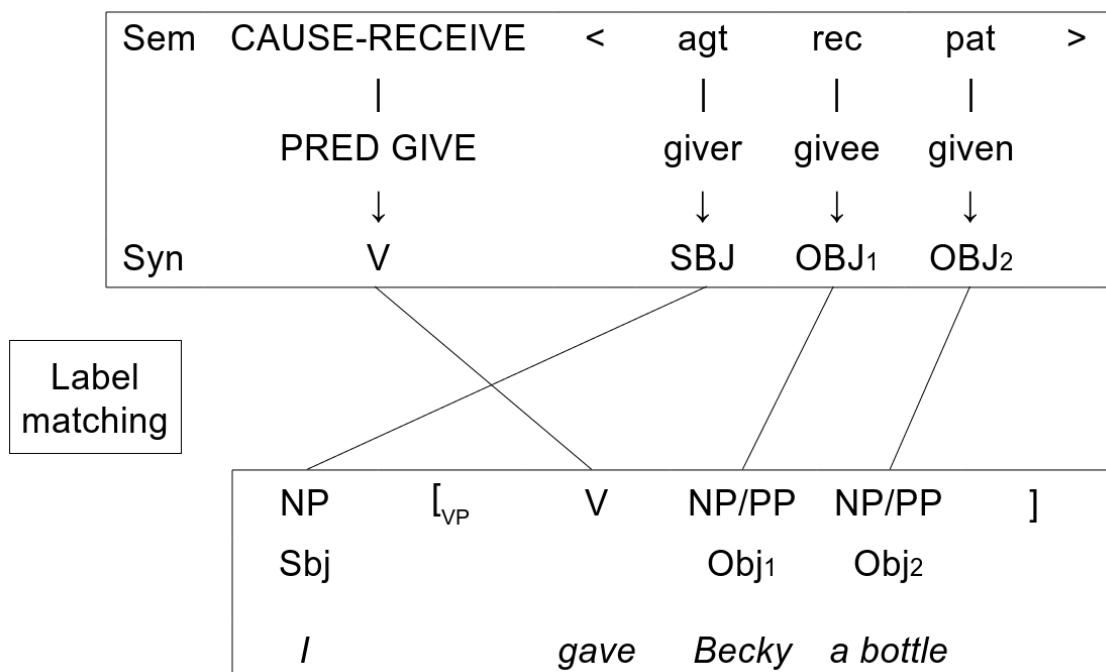 Sem CAUSE-RECEIVE < agt rec pat >
| | | |
PRED GIVE giver givee given
↓ ↓ ↓ ↓
Syn V SBJ OBJ1 OBJ2
Label
matching
NP [VP V NP/PP NP/PP ]
Sbj Obj1 Obj2
I gave Becky a bottle